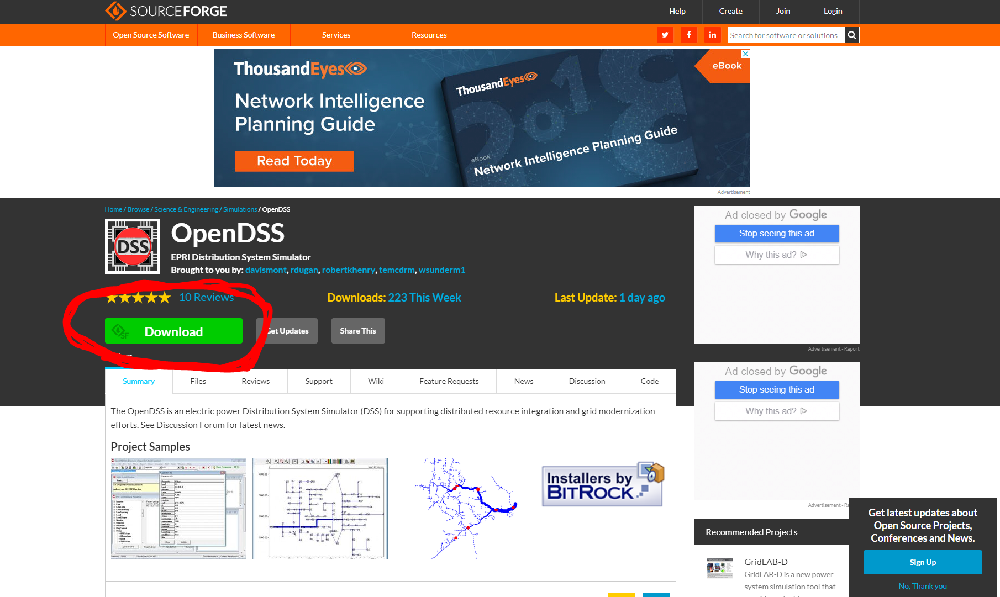 SOURCEFORGE
Help
Create
Join
Login
Open Source Software
Business Software
Services
Resources
Search for software or solutions
ThousandEyes
Network Intelligence
Planning Guide
Read Today
ThousandEyes
2018
eBook
Network Intelligence Planning Guide
eBook
Advertisement
Home / Browse / Science & Engineering / Simulations / OpenDSS
DSS
OpenDSS
EPRI Distribution System Simulator
Brought to you by: davismont, rdugan, robertkhenry, temcdrm, wsunderm1
10 Reviews
Downloads: 223 This Week
Last Update: 1 day ago
SF
Download
Get Updates
Share This
Ad closed by Google
Stop seeing this ad
Why this ad?
Advertisement - Report
Summary
Files
Reviews
Support
Wiki
Feature Requests
News
Discussion
Code
The OpenDSS is an electric power Distribution System Simulator (DSS) for supporting distributed resource integration and grid modernization
efforts. See Discussion Forum for latest news.
Project Samples
Installers by
BITROCK
Ad closed by Google
Stop seeing this ad
Why this ad?
Advertisement - Re
Recommended Projects
GridLAB-D
GridLAB-D is a new power
system simulation tool that
Get latest updates about
Open Source Projects,
Conferences and News.
Sign Up
No, Thank you